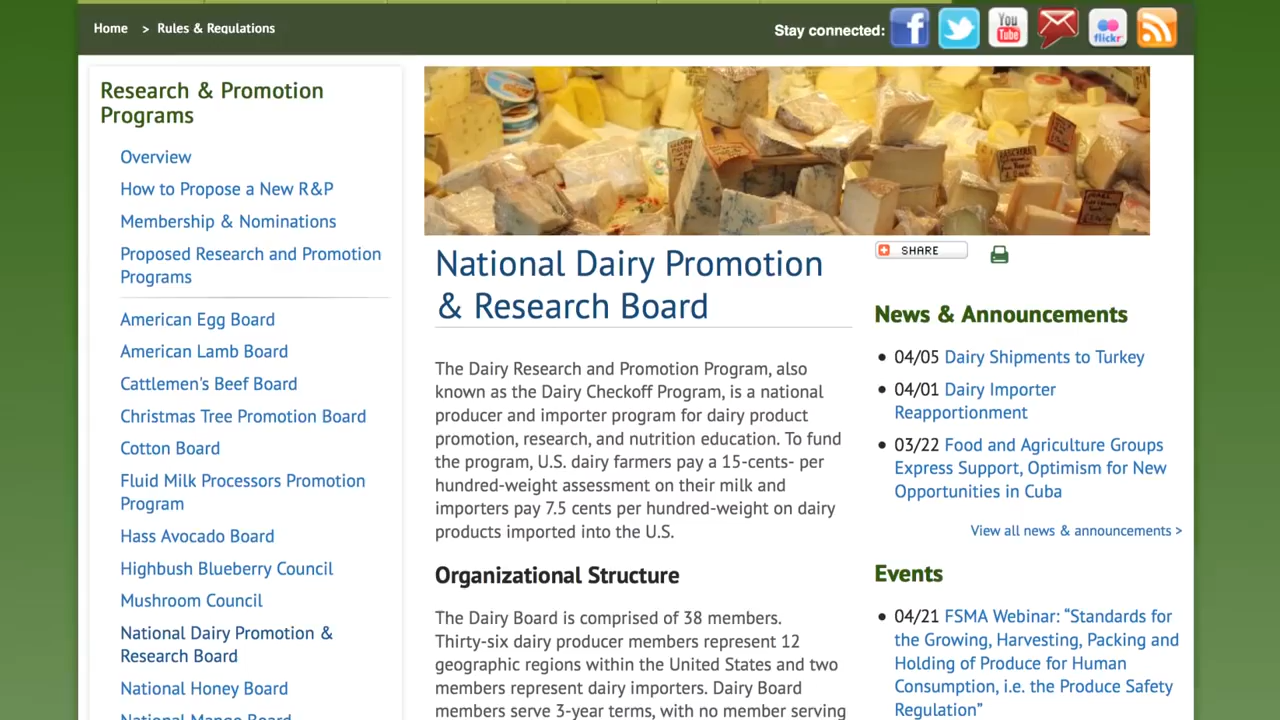 Home > Rules & Regulations
Stay connected:
You
Tube
flickr
Research & Promotion
Programs
Overview
How to Propose a New R&P
Membership & Nominations
Proposed Research and Promotion
Programs
American Egg Board
American Lamb Board
Cattlemen's Beef Board
Christmas Tree Promotion Board
Cotton Board
Fluid Milk Processors Promotion
Program
Hass Avocado Board
Highbush Blueberry Council
Mushroom Council
National Dairy Promotion &
Research Board
National Honey Board
National Mango Board
National Dairy Promotion
& Research Board
The Dairy Research and Promotion Program, also
known as the Dairy Checkoff Program, is a national
producer and importer program for dairy product
promotion, research, and nutrition education. To fund
the program, U.S. dairy farmers pay a 15-cents- per
hundred-weight assessment on their milk and
importers pay 7.5 cents per hundred-weight on dairy
products imported into the U.S.
Organizational Structure
The Dairy Board is comprised of 38 members.
Thirty-six dairy producer members represent 12
geographic regions within the United States and two
members represent dairy importers. Dairy Board
members serve 3-year terms, with no member serving
SHARE
News & Announcements
• 04/05 Dairy Shipments to Turkey
• 04/01 Dairy Importer
Reapportionment
• 03/22 Food and Agriculture Groups
Express Support, Optimism for New
Opportunities in Cuba
View all news & announcements >
Events
• 04/21 FSMA Webinar: “Standards for
the Growing, Harvesting, Packing and
Holding of Produce for Human
Consumption, i.e. the Produce Safety
Regulation”